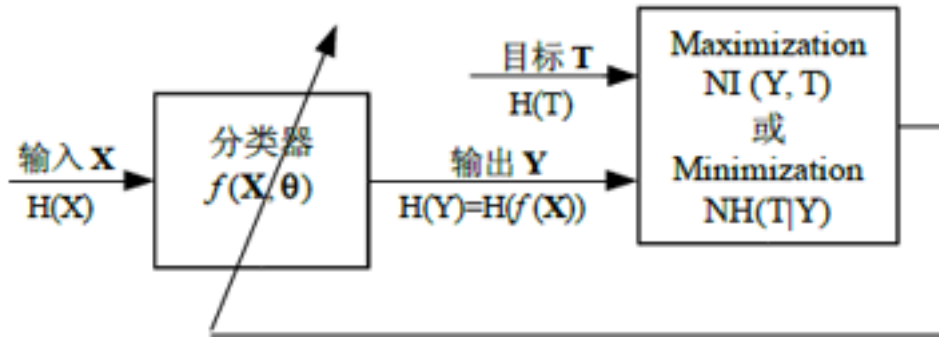 输入 X
H(X)
分类器
f(X,θ)
目标 T
H(T)
输出 Y
H(Y)=H(f(X))
Maximization
NI (Y, T)
或
Minimization
NH(T|Y)